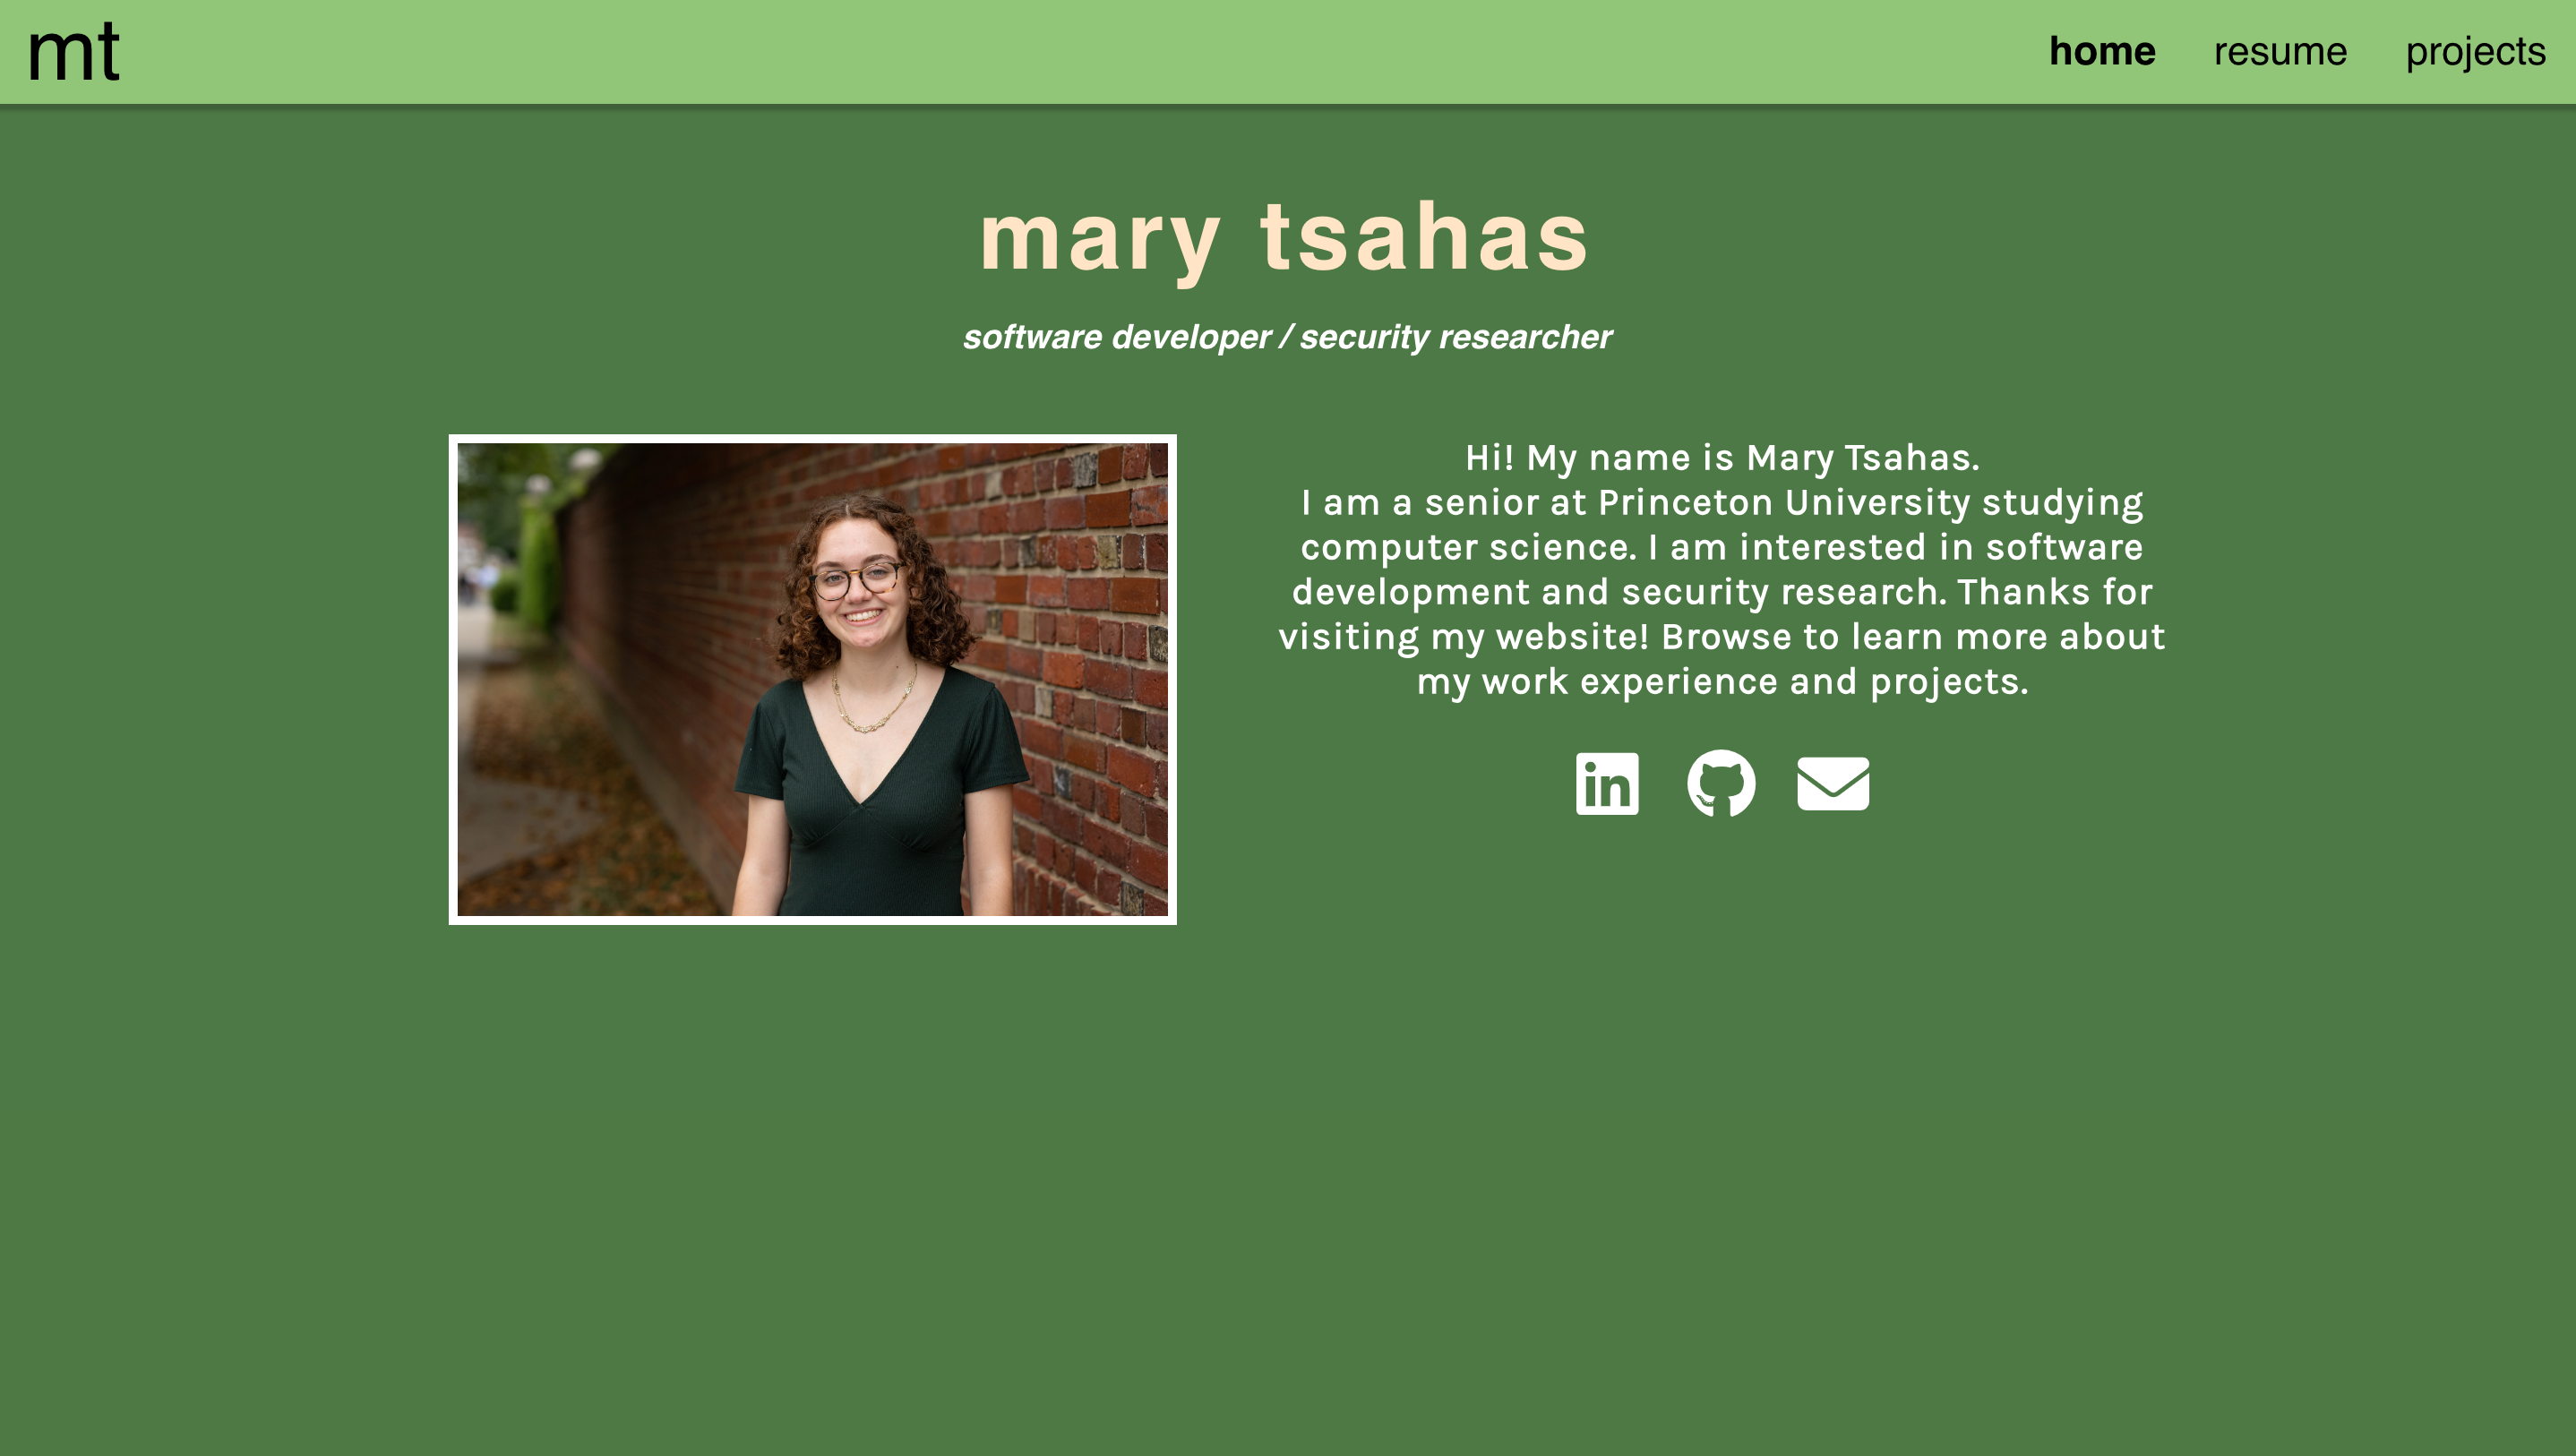 mt
home resume projects
mary tsahas
software developer / security researcher
Hi! My name is Mary Tsahas.
I am a senior at Princeton University studying
computer science. I am interested in software
development and security research. Thanks for
visiting my website! Browse to learn more about
my work experience and projects.
in